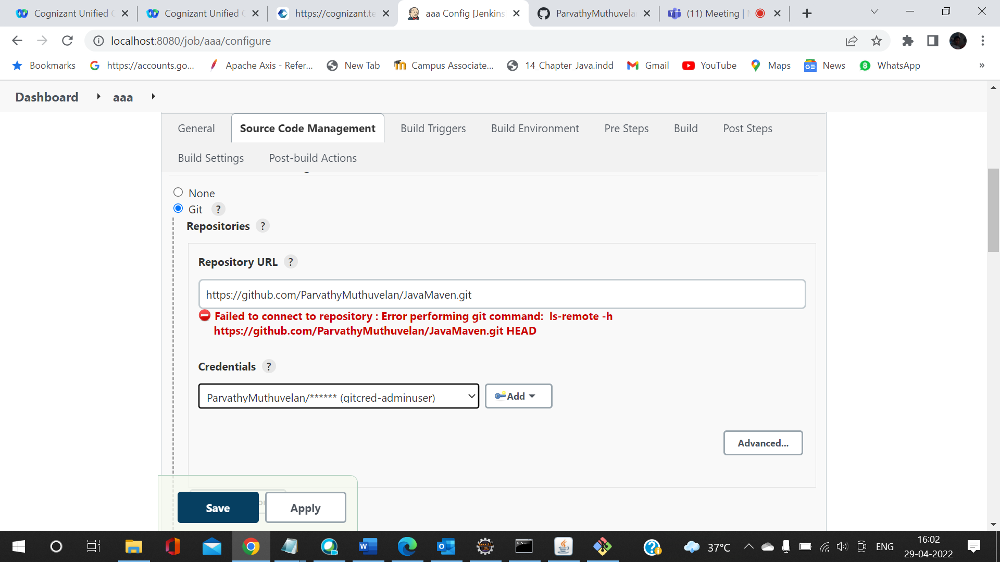 Cognizant Unified
Cognizant Unified
https://cognizant.te
aaa Config [Jenkins
ParvathyMuthuvela
(11) Meeting |
localhost:8080/job/aaa/configure
Bookmarks
https://accounts.go...
Apache Axis - Refer...
New Tab
Campus Associate...
14_Chapter_Java.indd
Gmail
YouTube
Maps
News
WhatsApp
»
Dashboard
aaa
General
Source Code Management
Build Triggers
Build Environment
Pre Steps
Build
Post Steps
Build Settings
Post-build Actions
None
Git ?
Repositories ?
Repository URL ?
https://github.com/ParvathyMuthuvelan/JavaMaven.git
Failed to connect to repository : Error performing git command: ls-remote -h
https://github.com/ParvathyMuthuvelan/JavaMaven.git HEAD
Credentials ?
ParvathyMuthuvelan/****** (gitcred-adminuser)
Add
Advanced...
Save
Apply
37°C
ENG
16:02
29-04-2022